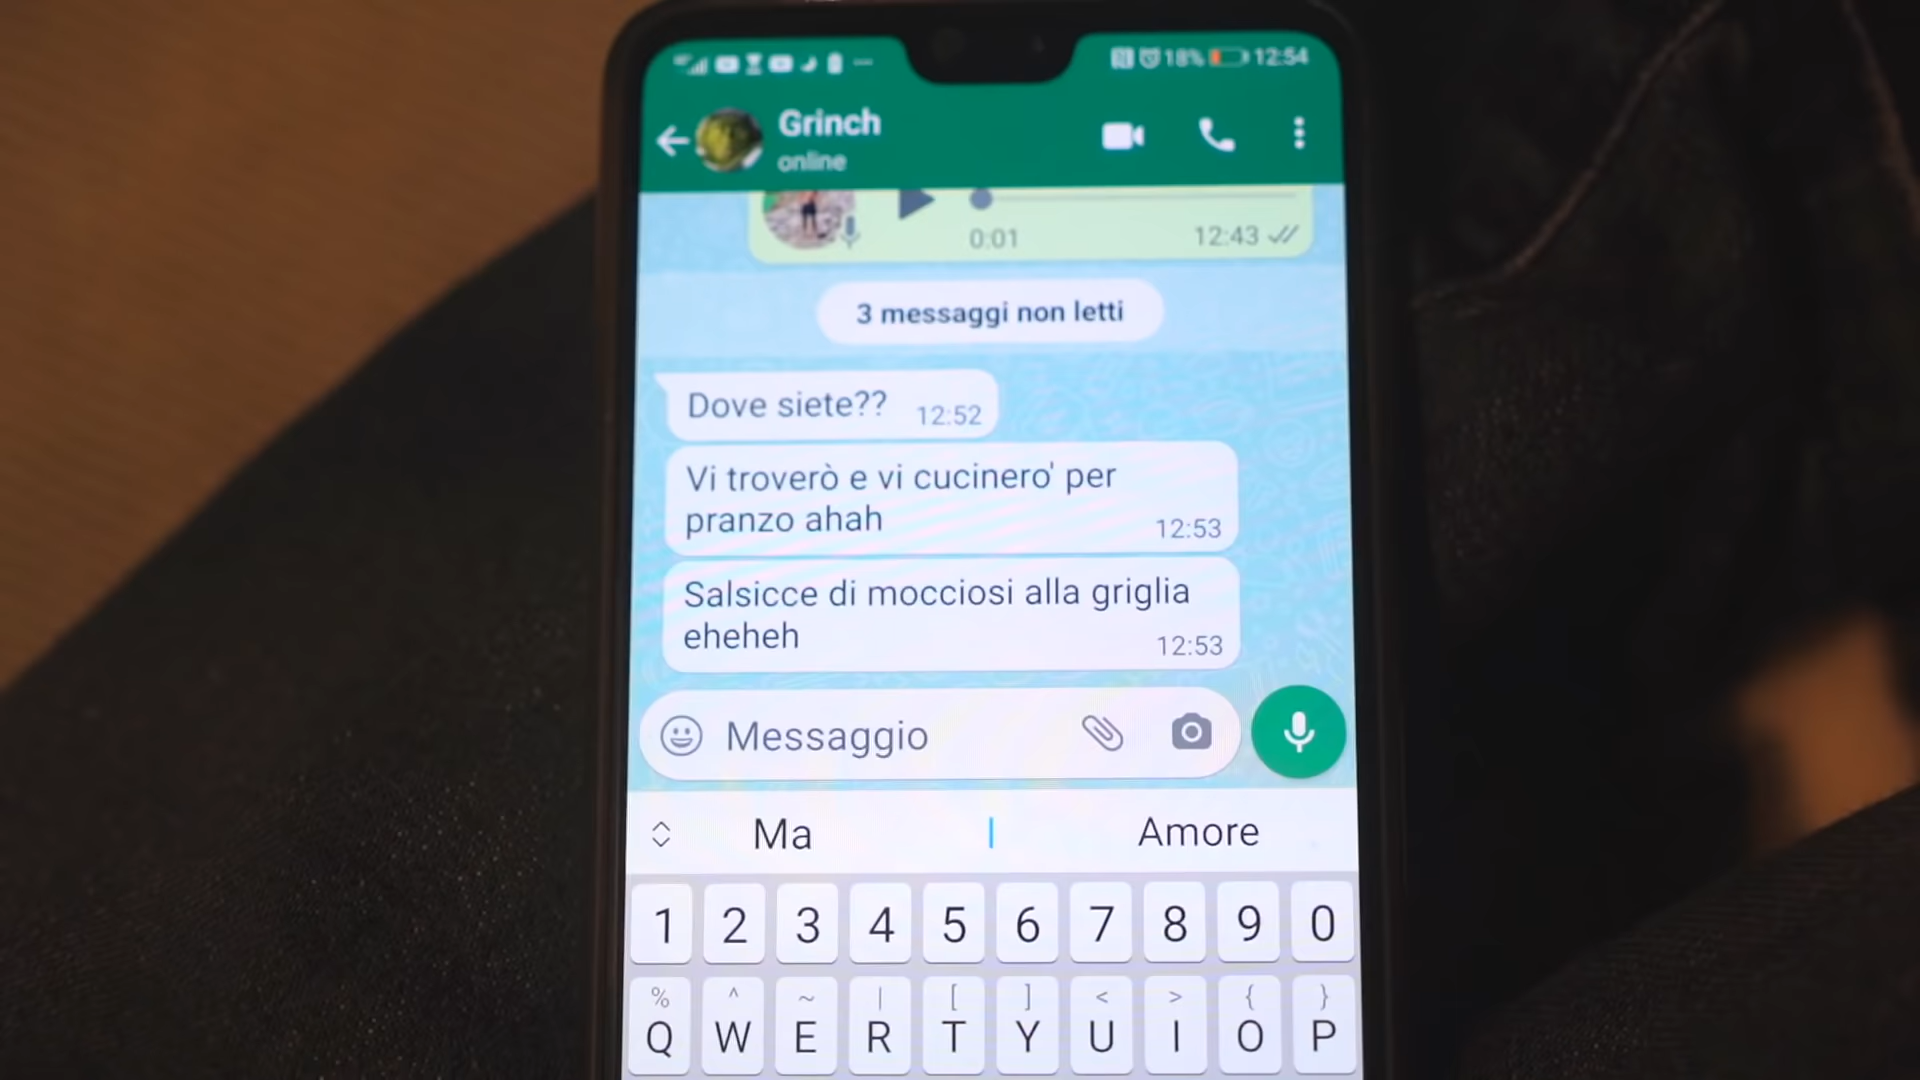 18% 12:54
Grinch
online
0:01 12:43
3 messaggi non letti
Dove siete?? 12:52
Vi troverò e vi cucinero' per
pranzo ahah 12:53
Salsicce di mocciosi alla griglia
eheheh 12:53
Messaggio
Ma Amore
1 2 3 4 5 6 7 8 9 0
% ^ ~ | [ ] < > { }
Q W E R T Y U I O P